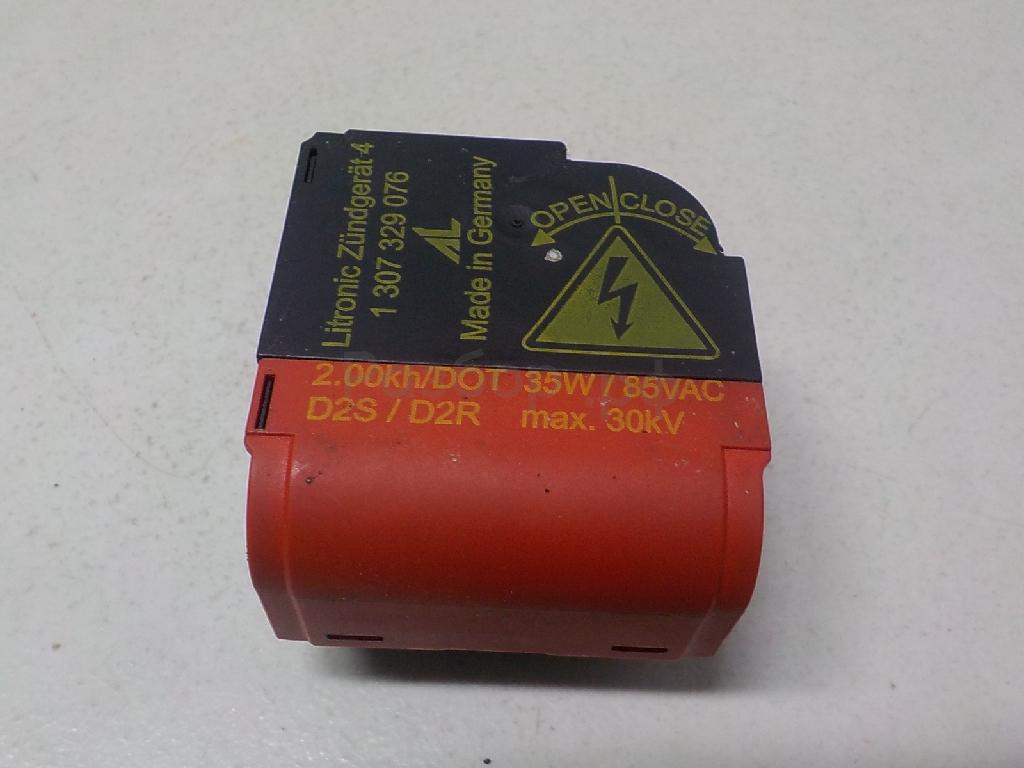 Litronic Zündgerät 4
1 307 329 076
AL
Made in Germany
OPEN CLOSE
2.00kh/DOT 35W / 85VAC
D2S / D2R max. 30kV